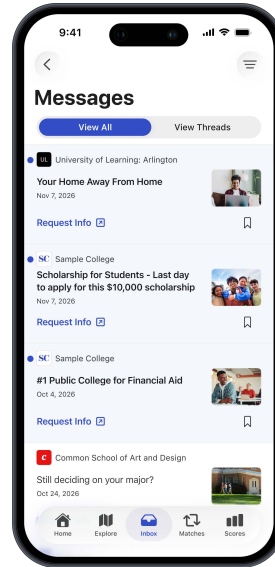 9:41
Messages
View All
View Threads
UL University of Learning: Arlington
Your Home Away From Home
Nov 7, 2026
Request Info
SC Sample College
Scholarship for Students - Last day
to apply for this $10,000 scholarship
Nov 7, 2026
Request Info
SC Sample College
#1 Public College for Financial Aid
Oct 4, 2026
Request Info
c Common School of Art and Design
Still deciding on your major?
Oct 24, 2026
Home
Explore
Inbox
Matches
Scores